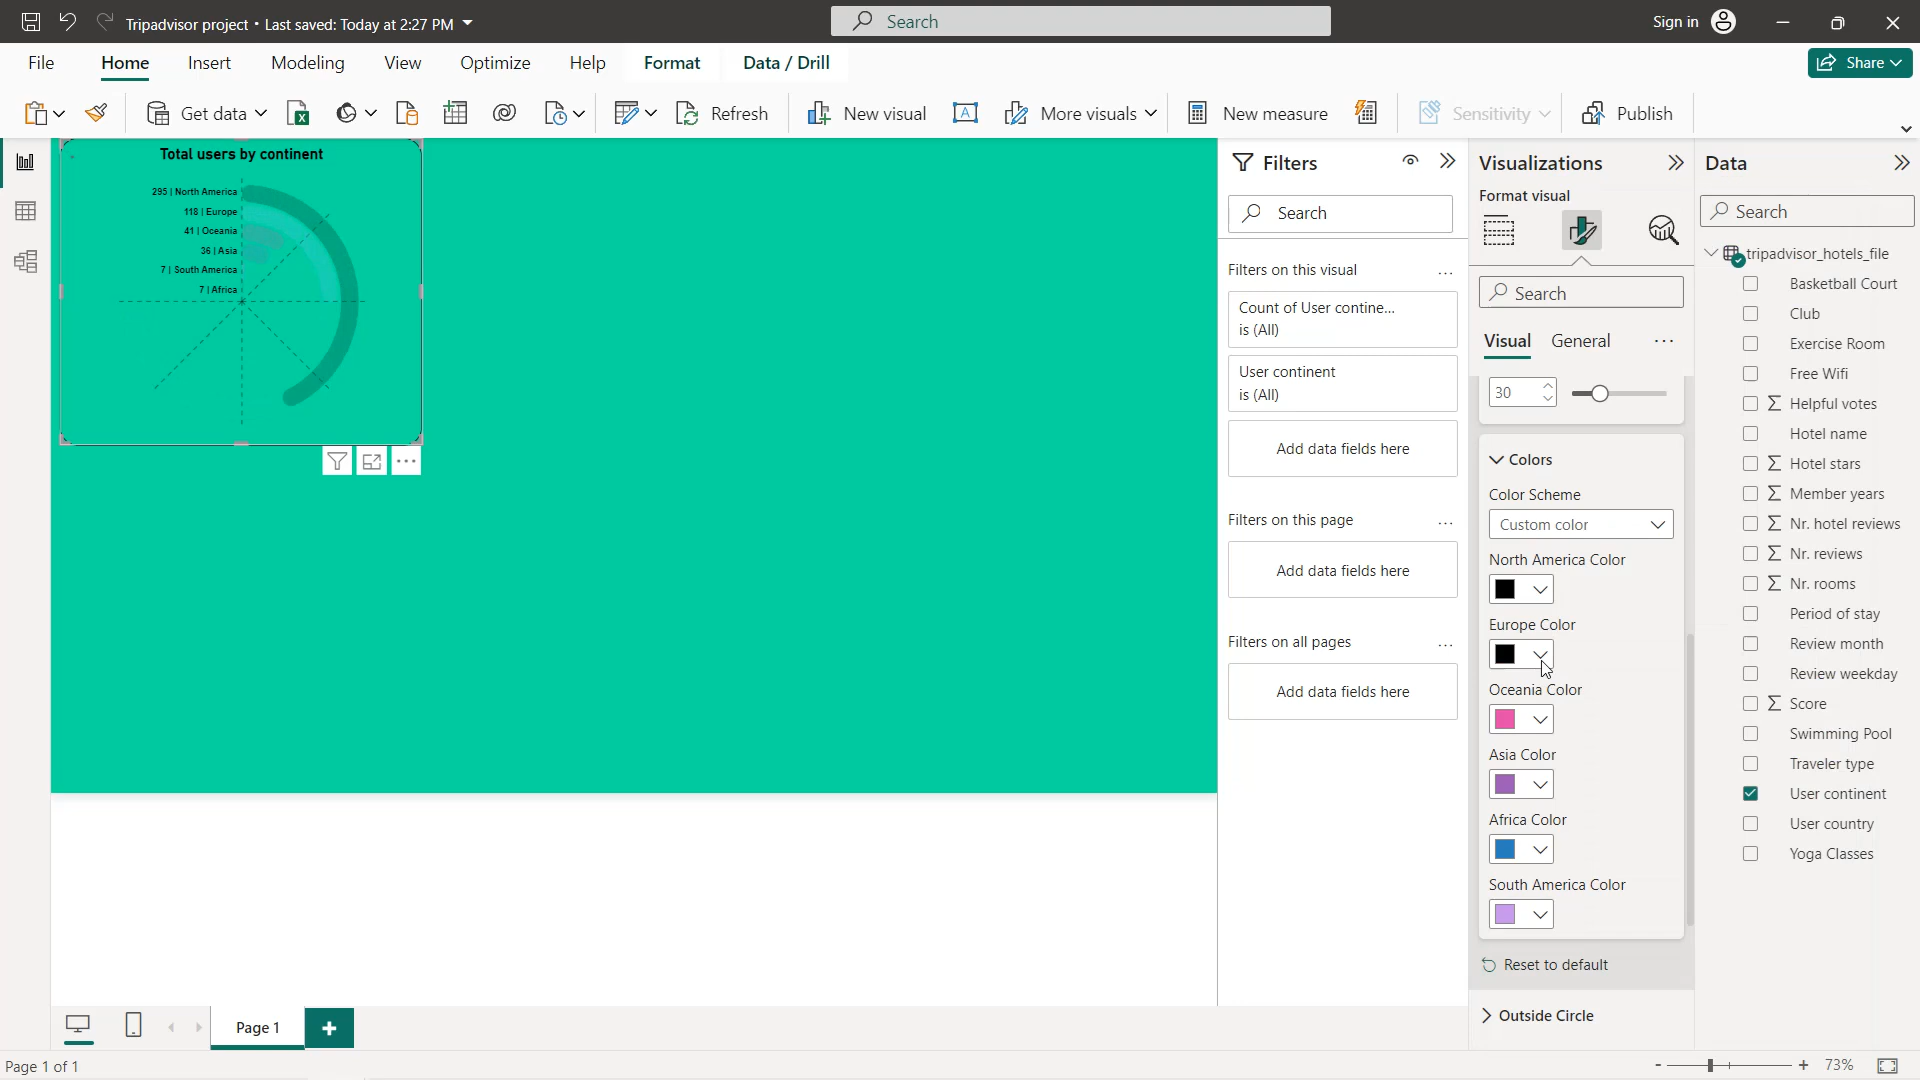 Tripadvisor project • Last saved: Today at 2:27 PM
Search
Sign in
File
Home
Insert
Modeling
View
Optimize
Help
Format
Data / Drill
Share
Get data
Refresh
New visual
More visuals
New measure
Sensitivity
Publish
Total users by continent
295 | North America
118 | Europe
41 | Oceania
36 | Asia
7 | South America
7 | Africa
Filters
Search
Filters on this visual
...
Count of User contine...
is (All)
User continent
is (All)
Add data fields here
Filters on this page
...
Add data fields here
Filters on all pages
...
Add data fields here
Visualizations
Format visual
Search
Visual
General
...
30
Colors
Color Scheme
Custom color
North America Color
Europe Color
Oceania Color
Asia Color
Africa Color
South America Color
Reset to default
Outside Circle
Data
Search
tripadvisor_hotels_file
Basketball Court
Club
Exercise Room
Free Wifi
Helpful votes
Hotel name
Hotel stars
Member years
Nr. hotel reviews
Nr. reviews
Nr. rooms
Period of stay
Review month
Review weekday
Score
Swimming Pool
Traveler type
User continent
User country
Yoga Classes
Page 1
Page 1 of 1
- + 73%